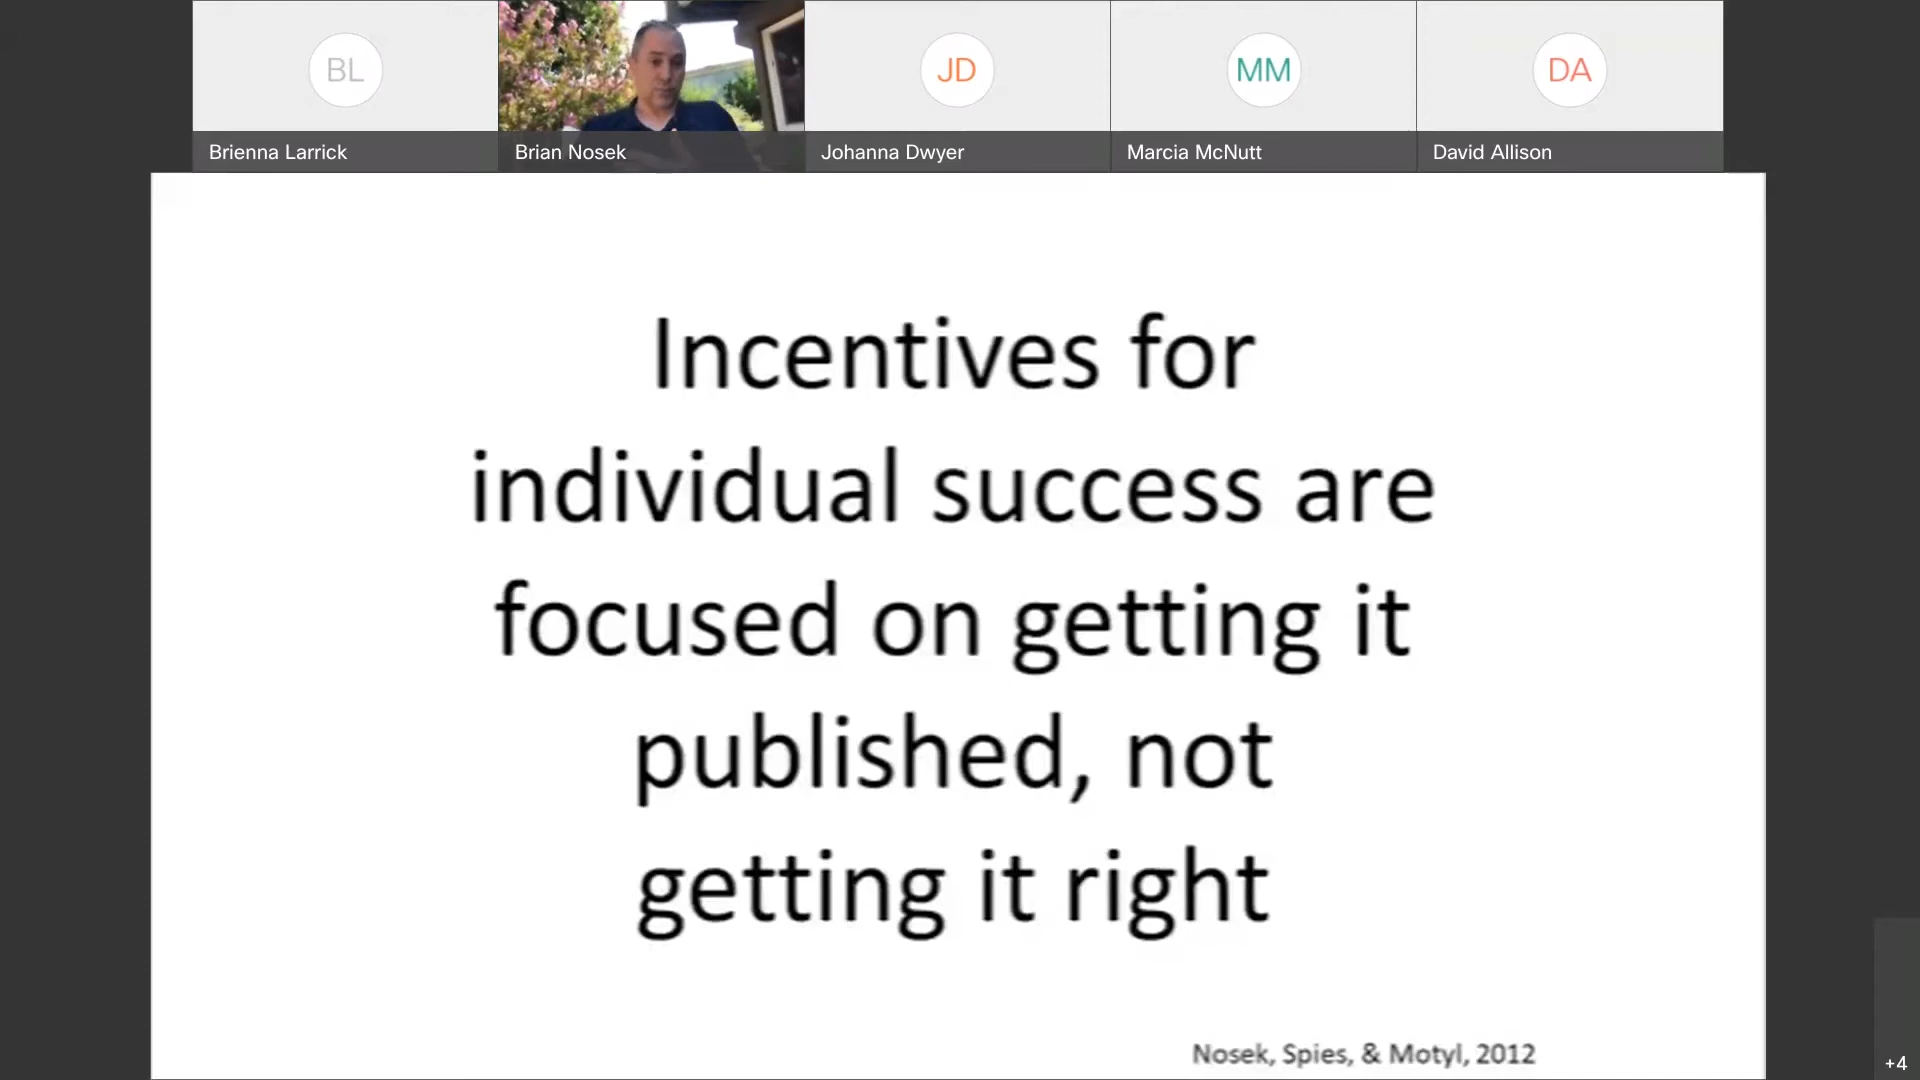 BL
JD
MM
DA
Brienna Larrick
Brian Nosek
Johanna Dwyer
Marcia McNutt
David Allison
Incentives for
individual success are
focused on getting it
published, not
getting it right
Nosek, Spies, & Motyl, 2012
+4